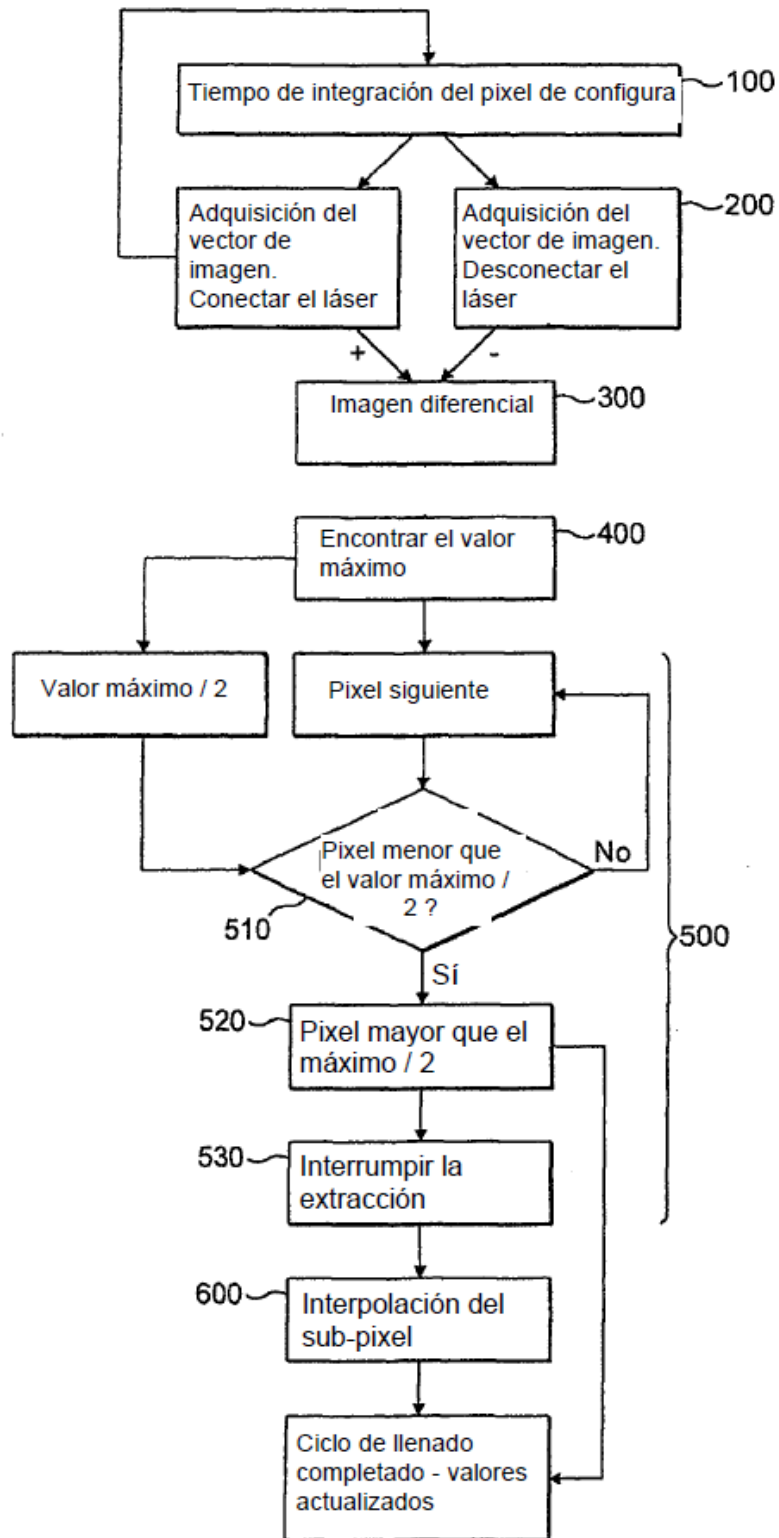 Tiempo de integración del pixel de configura
100
Adquisición del
vector de
imagen.
Conectar el láser
Adquisición del
vector de imagen.
Desconectar el
láser
200
+
-
Imagen diferencial
300
Encontrar el valor
máximo
400
Valor máximo / 2
Pixel siguiente
Pixel menor que
el valor máximo /
2 ?
No
510
500
Sí
520
Pixel mayor que el
máximo / 2
530
Interrumpir la
extracción
600
Interpolación del
sub-pixel
Ciclo de llenado
completado - valores
actualizados